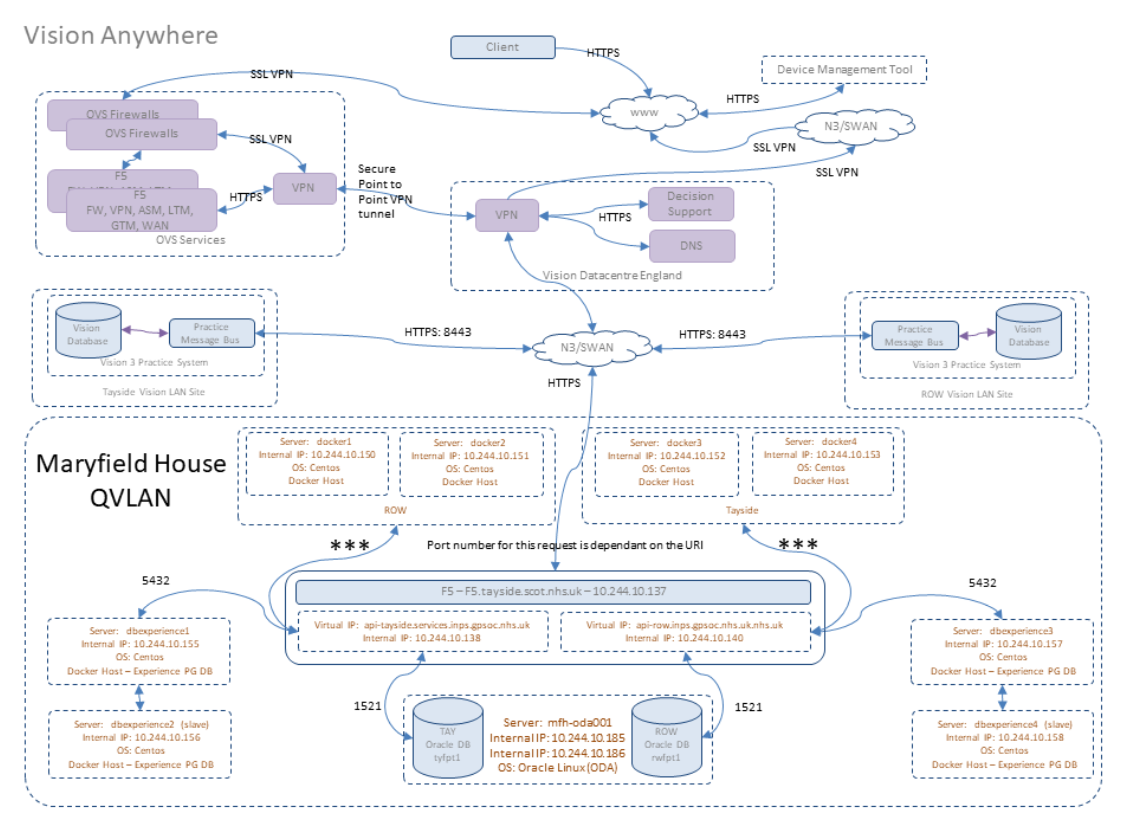 Vision Anywhere
Client
HTTPS
Device Management Tool
SSL VPN
HTTPS
www
N3/SWAN
OVS Firewalls
OVS Firewalls
SSL VPN
SSL VPN
SSL VPN
F5
F5
FW, VPN, ASM, LTM,
GTM, WAN
HTTPS
VPN
OVS Services
Secure
Point to
Point VPN
tunnel
VPN
HTTPS
Decision
Support
DNS
Vision Datacentre England
Vision
Database
Practice
Message Bus
Vision 3 Practice System
Tayside Vision LAN Site
HTTPS: 8443
N3/SWAN
HTTPS: 8443
HTTPS
Practice
Message Bus
Vision
Database
Vision 3 Practice System
ROW Vision LAN Site
Maryfield House
QVLAN
Server: docker1
Internal IP: 10.244.10.150
OS: Centos
Docker Host
Server: docker2
Internal IP: 10.244.10.151
OS: Centos
Docker Host
ROW
Server: docker3
Internal IP: 10.244.10.152
OS: Centos
Docker Host
Server: docker4
Internal IP: 10.244.10.153
OS: Centos
Docker Host
Tayside
***
Port number for this request is dependant on the URI
***
5432
5432
F5 – F5.tayside.scot.nhs.uk – 10.244.10.137
Virtual IP: api-tayside.services.inps.gpsoc.nhs.uk
Internal IP: 10.244.10.138
Virtual IP: api-row.inps.gpsoc.nhs.uk.nhs.uk
Internal IP: 10.244.10.140
Server: dbexperience1
Internal IP: 10.244.10.155
OS: Centos
Docker Host – Experience PG DB
Server: dbexperience2 (slave)
Internal IP: 10.244.10.156
OS: Centos
Docker Host – Experience PG DB
Server: dbexperience3
Internal IP: 10.244.10.157
OS: Centos
Docker Host – Experience PG DB
Server: dbexperience4 (slave)
Internal IP: 10.244.10.158
OS: Centos
Docker Host – Experience PG DB
1521
1521
TAY
Oracle DB
tyfpt1
Server: mfh-oda001
Internal IP: 10.244.10.185
Internal IP: 10.244.10.186
OS: Oracle Linux (ODA)
ROW
Oracle DB
rwfpt1